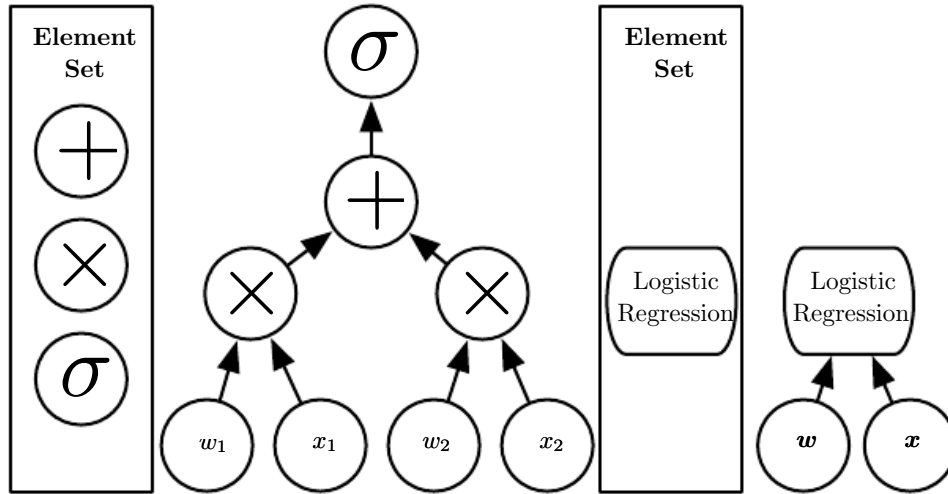 Element
Set
+
×
σ
σ
+
×
×
w₁
x₁
w₂
x₂
Element
Set
Logistic
Regression
Logistic
Regression
w
x